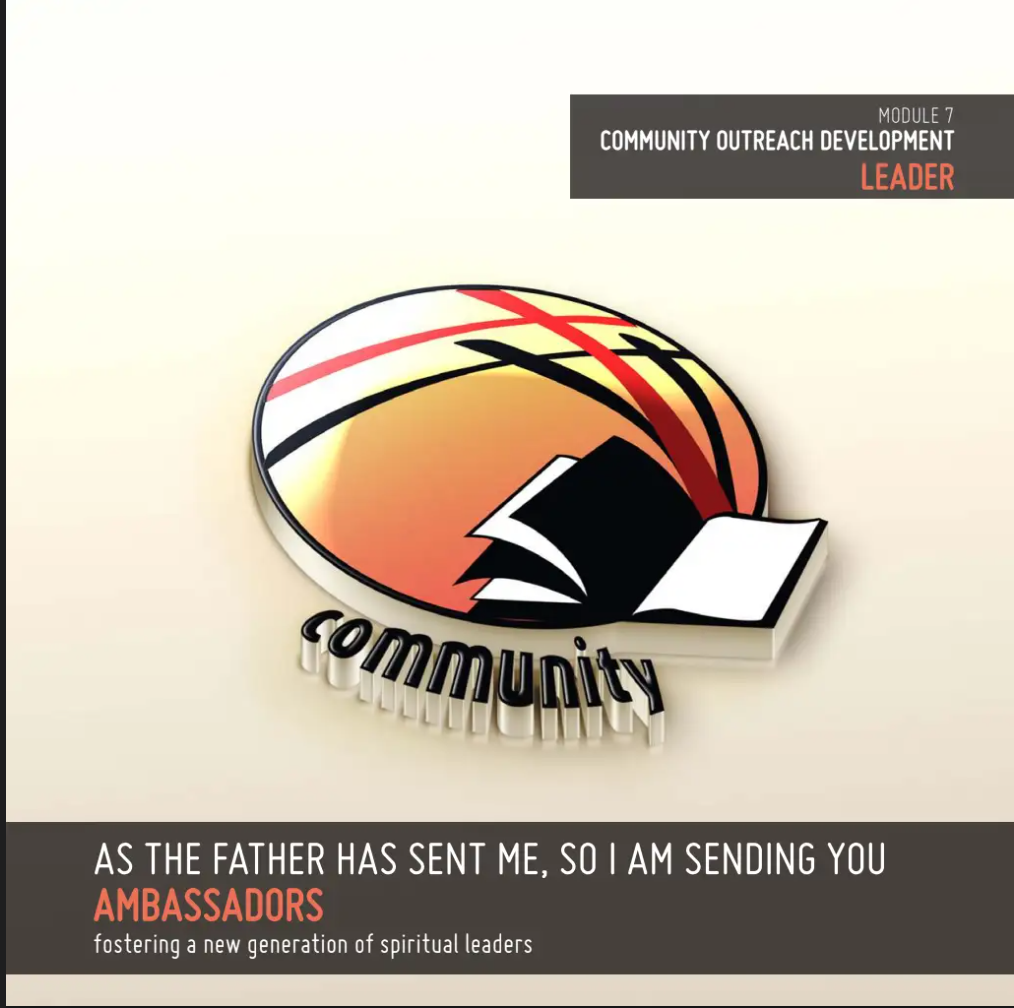 MODULE 7
COMMUNITY OUTREACH DEVELOPMENT
LEADER
community
AS THE FATHER HAS SENT ME, SO I AM SENDING YOU
AMBASSADORS
fostering a new generation of spiritual leaders